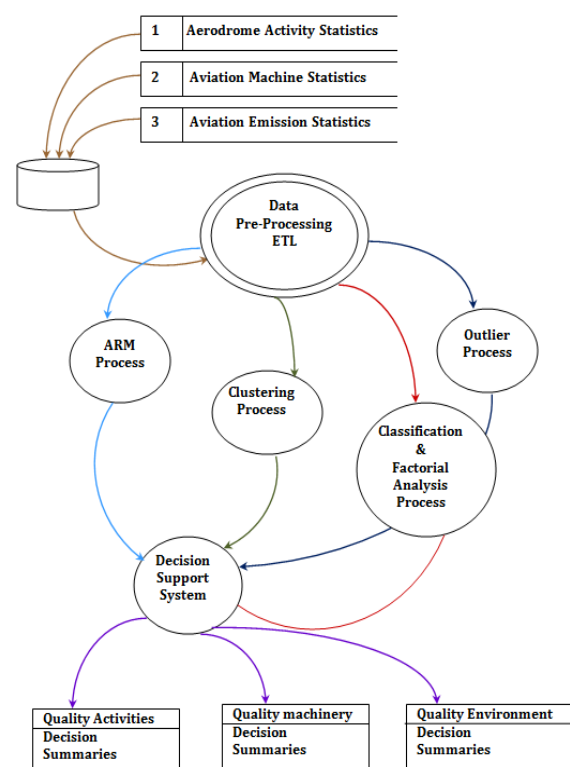 1 Aerodrome Activity Statistics
2 Aviation Machine Statistics
3 Aviation Emission Statistics
Data
Pre-Processing
ETL
ARM
Process
Clustering
Process
Classification
&
Factorial
Analysis
Process
Outlier
Process
Decision
Support
System
Quality Activities
Decision
Summaries
Quality machinery
Decision
Summaries
Quality Environment
Decision
Summaries